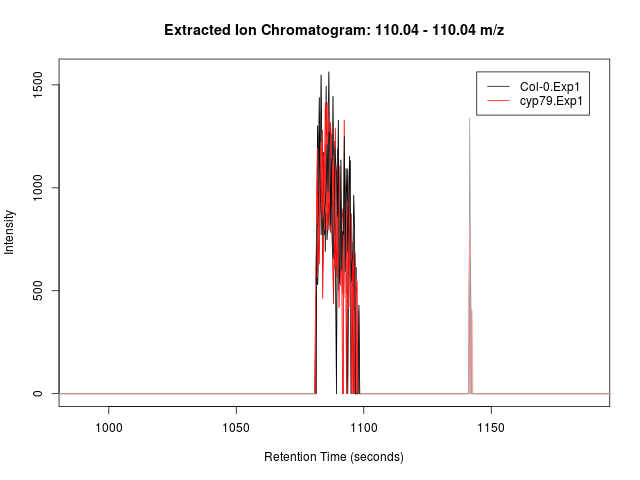 Extracted Ion Chromatogram: 110.04 - 110.04 m/z
Col-0.Exp1
cyp79.Exp1
Intensity
1500
1000
500
0
1000
1050
1100
1150
Retention Time (seconds)